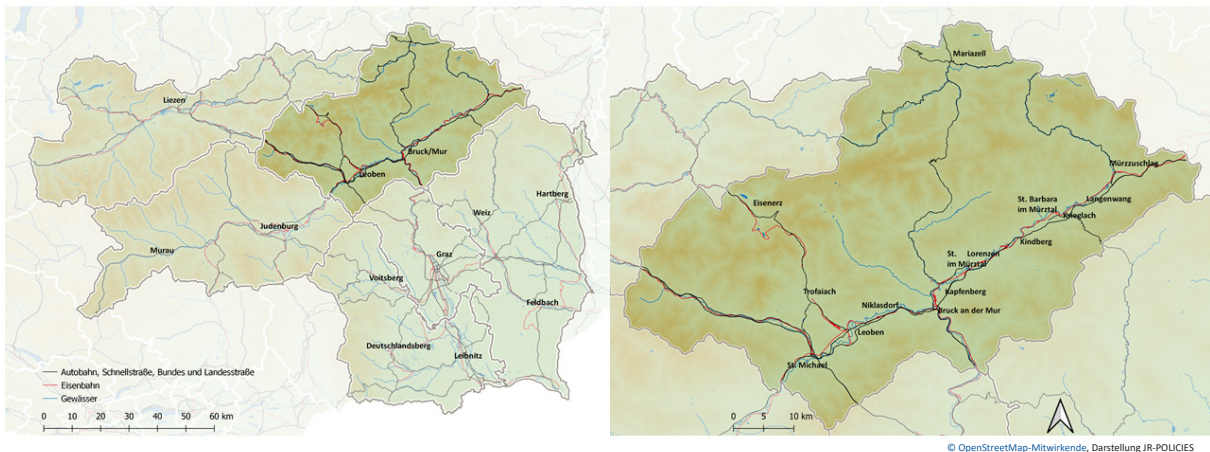 Liezen
Bruck/Mur
Leoben
Hartberg
Weiz
Judenburg
Murau
Graz
Voitsberg
Feldbach
Deutschlandsberg
Leibnitz
Autobahn, Schnellstraße, Bundes und Landesstraße
Eisenbahn
Gewässer
0 10 20 30 40 50 60 km
Mariazell
Mürzzuschlag
Eisenerz
St. Barbara
im Mürztal
Langenwang
Krieglach
Kindberg
St. Lorenzen
im Mürztal
Kapfenberg
Trofaiach
Niklasdorf
Bruck an der Mur
Leoben
St. Michael
0 5 10 km
© OpenStreetMap-Mitwirkende, Darstellung JR-POLICIES